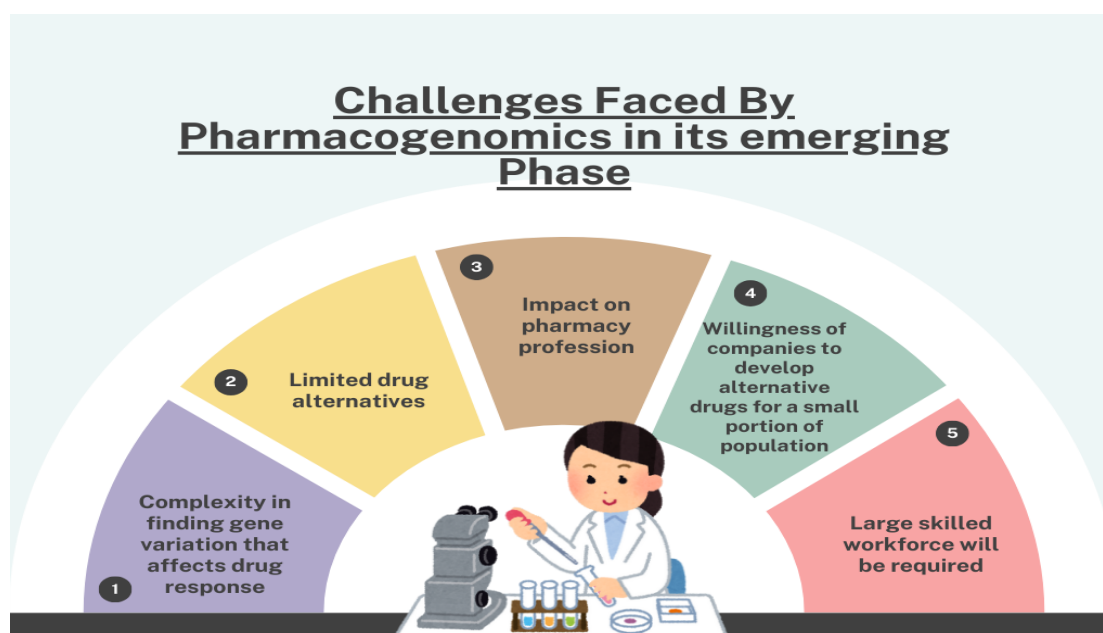 Challenges Faced By
Pharmacogenomics in its emerging
Phase
1
Complexity in
finding gene
variation that
affects drug
response
2
Limited drug
alternatives
3
Impact on
pharmacy
profession
4
Willingness of
companies to
develop
alternative
drugs for a small
portion of
population
5
Large skilled
workforce will
be required